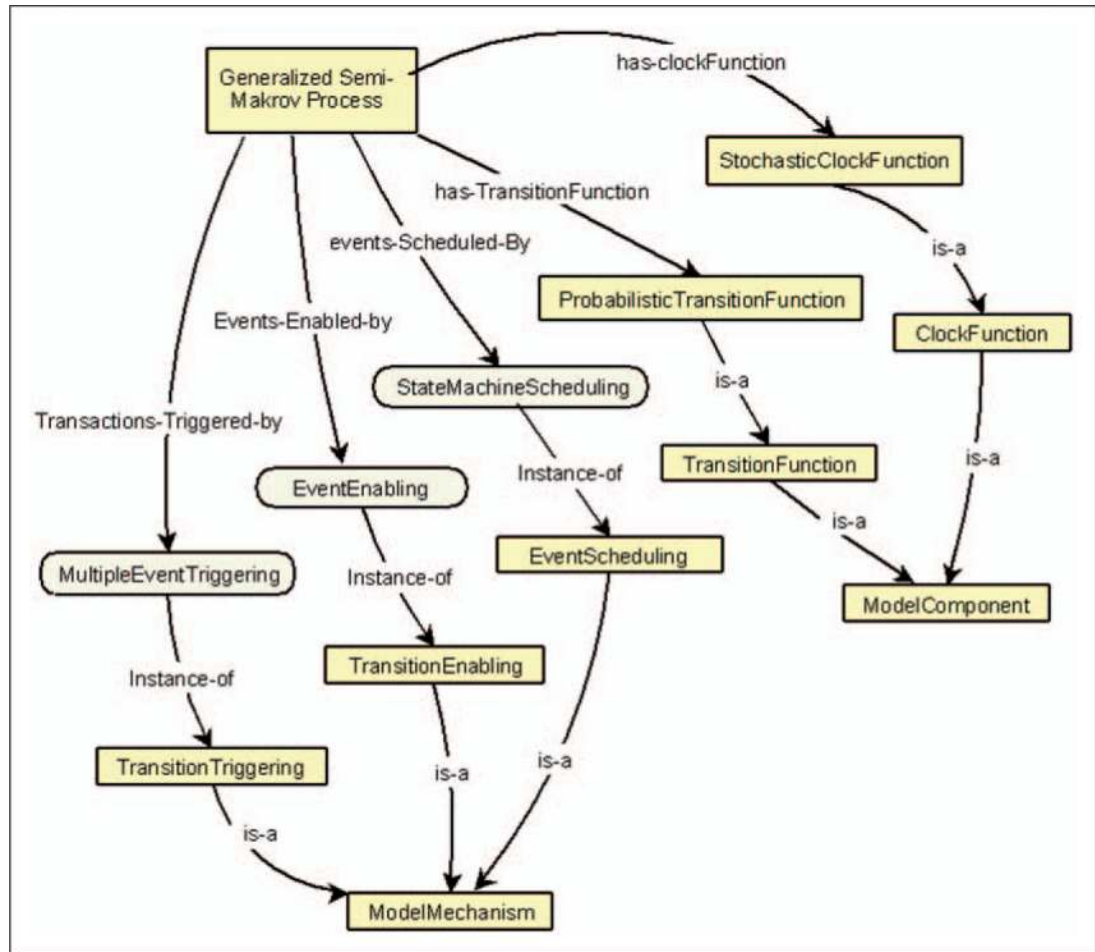 Generalized Semi-
Makrov Process
has-clockFunction
StochasticClockFunction
has-TransitionFunction
events-Scheduled-By
is-a
ProbabilisticTransitionFunction
Events-Enabled-by
ClockFunction
StateMachineScheduling
is-a
Transactions-Triggered-by
TransitionFunction
is-a
Instance-of
EventEnabling
is-a
EventScheduling
MultipleEventTriggering
Instance-of
ModelComponent
TransitionEnabling
Instance-of
TransitionTriggering
is-a
is-a
is-a
ModelMechanism